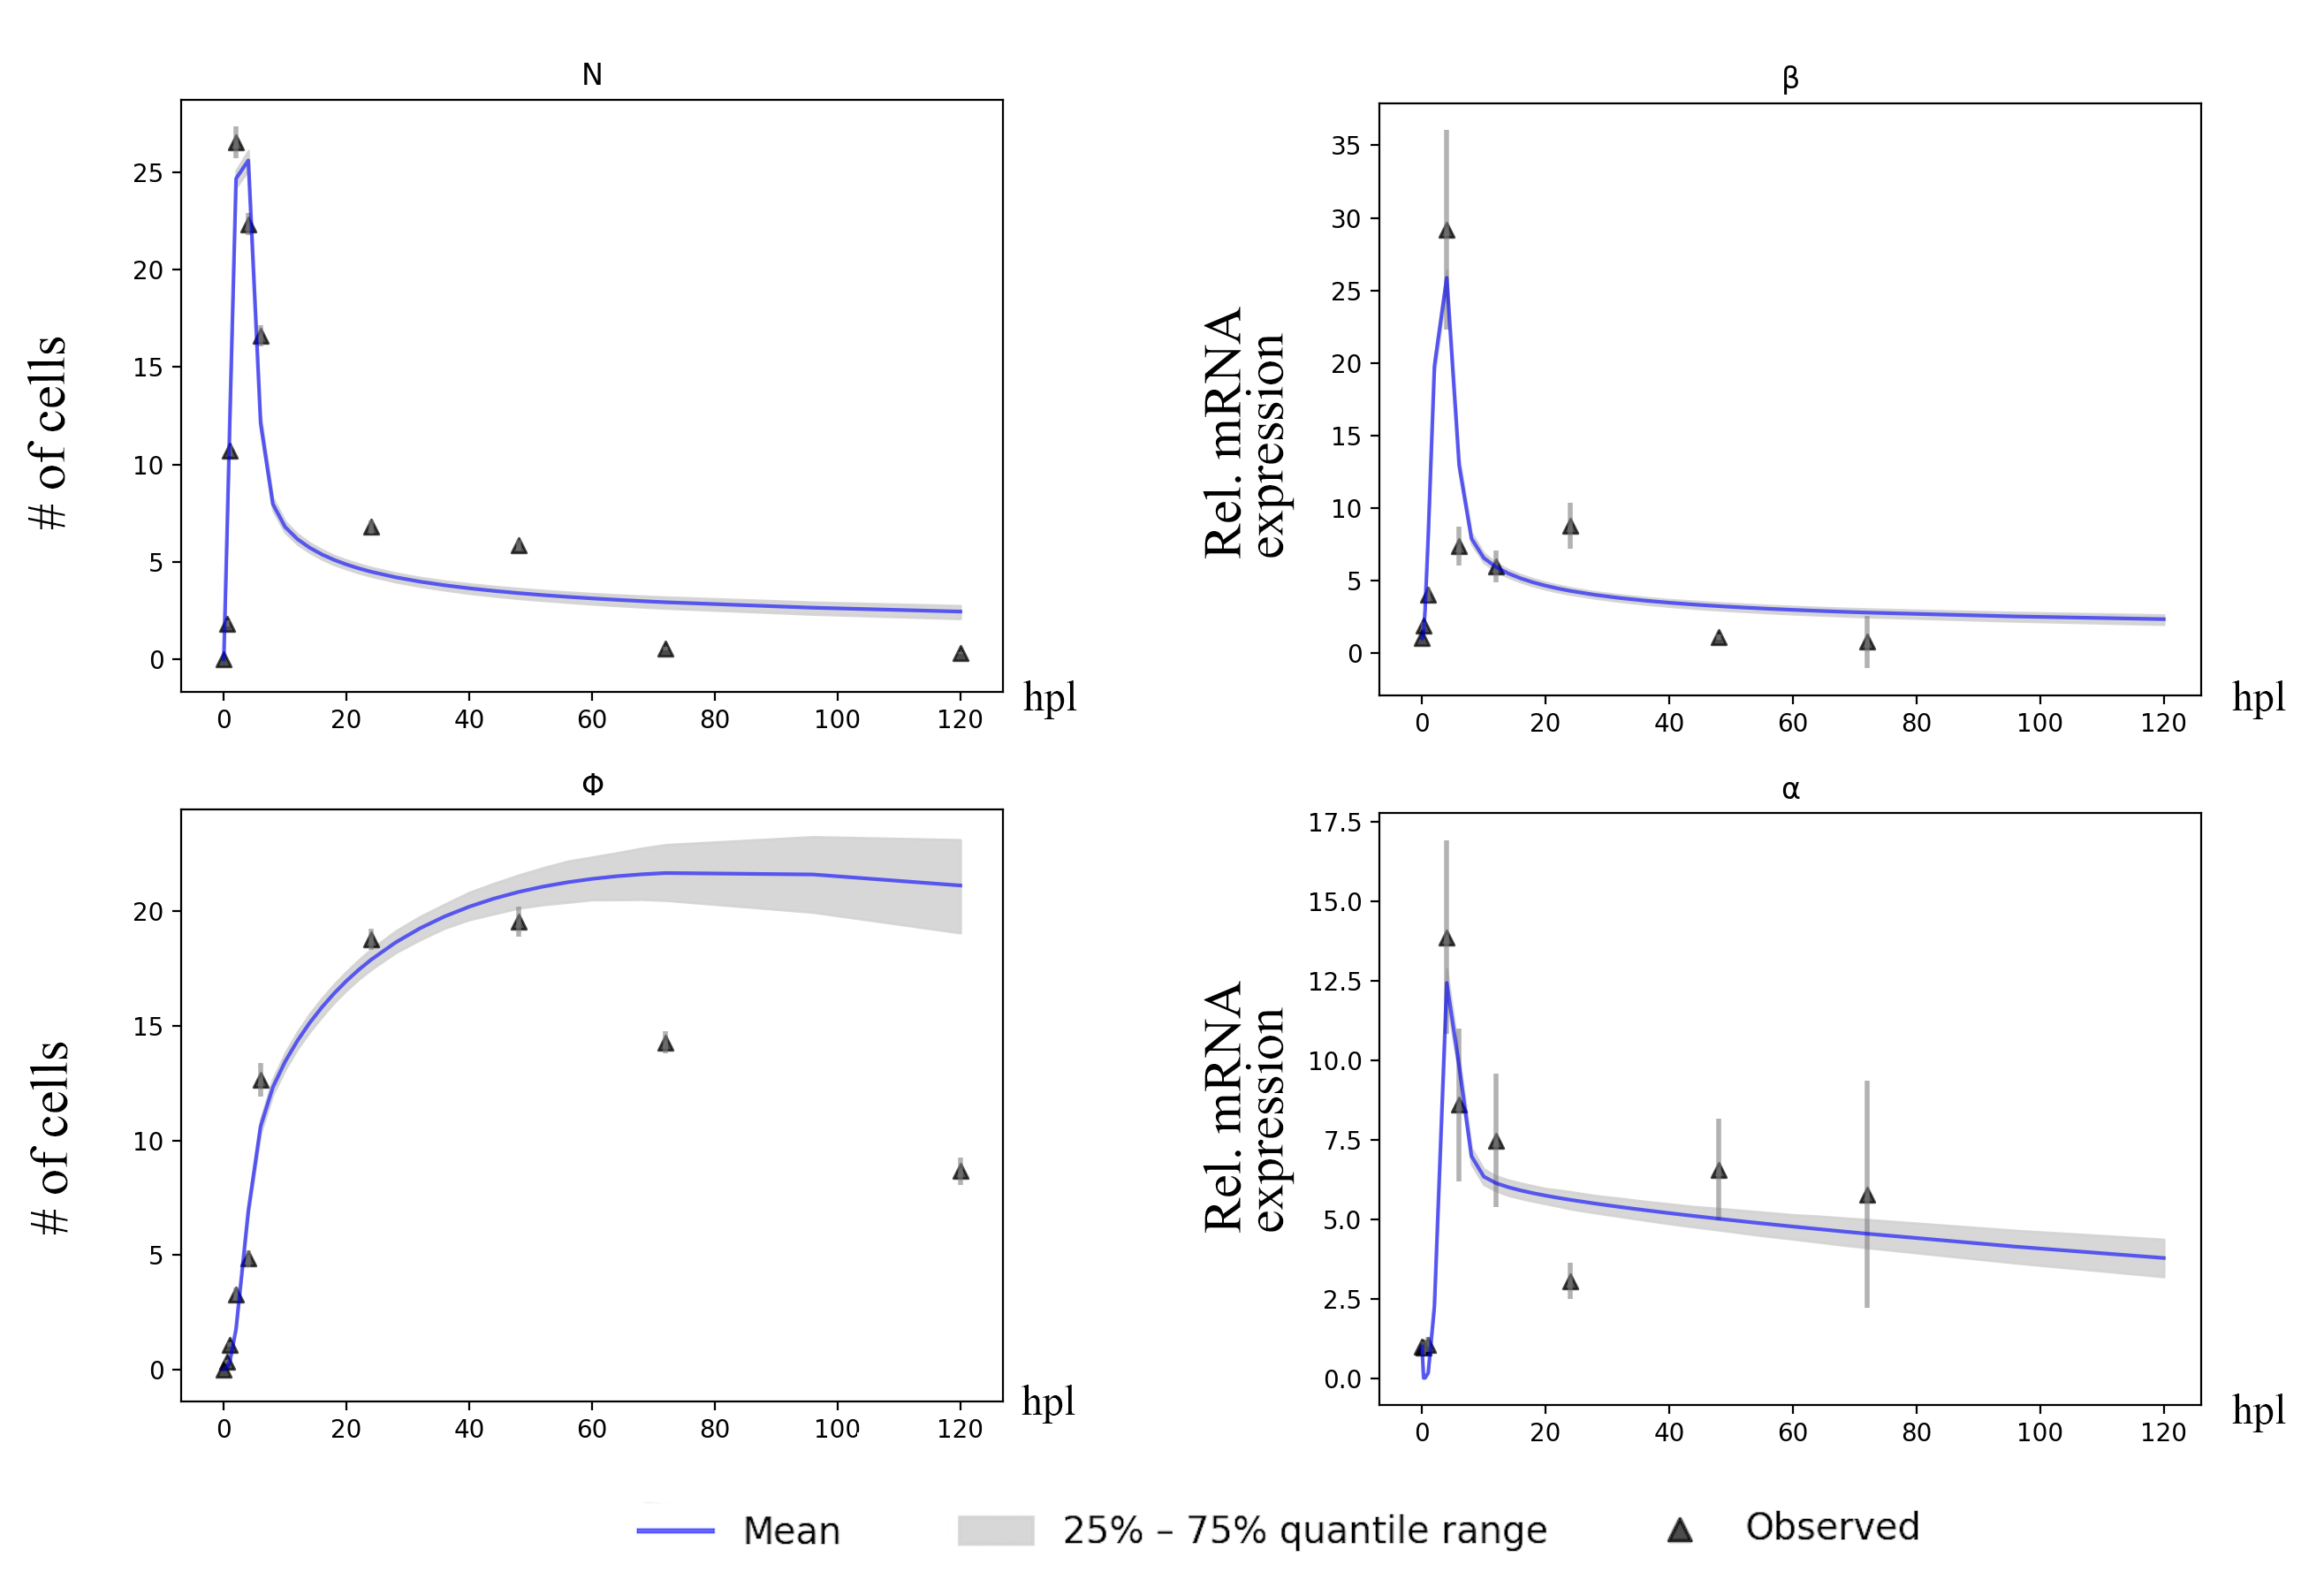 N
25
20
15
10
5
0
# of cells
0 20 40 60 80 100 120
hpl
β
35
30
25
20
15
10
5
0
Rel. mRNA
expression
0 20 40 60 80 100 120
hpl
Φ
20
15
10
5
0
# of cells
0 20 40 60 80 100 120
hpl
α
17.5
15.0
12.5
10.0
7.5
5.0
2.5
0.0
Rel. mRNA
expression
0 20 40 60 80 100 120
hpl
Mean 25% – 75% quantile range Observed